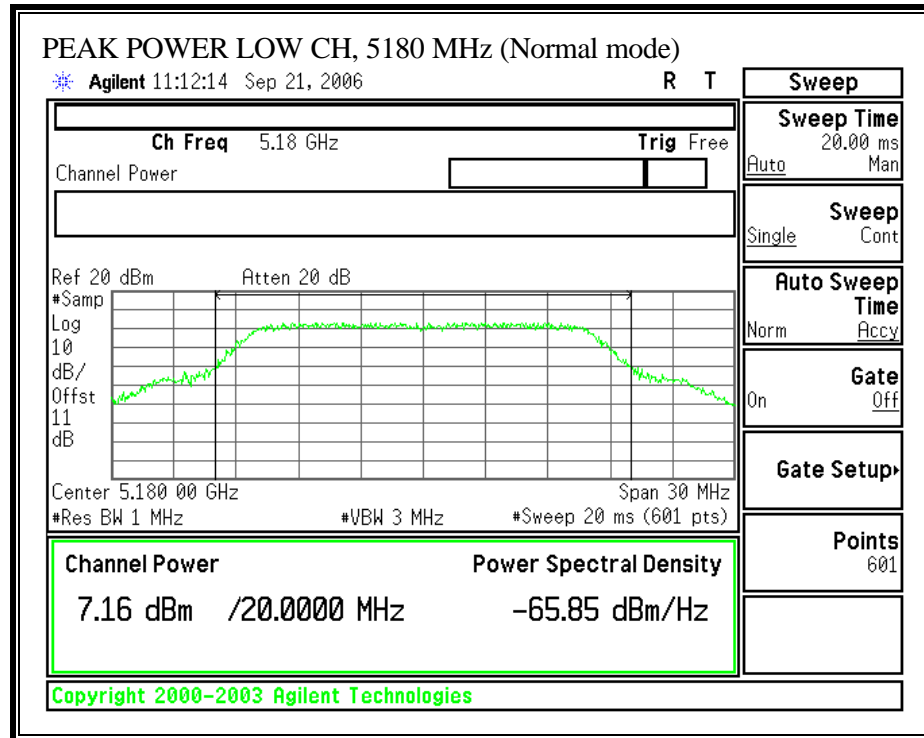 PEAK POWER LOW CH, 5180 MHz (Normal mode)
Agilent 11:12:14 Sep 21, 2006 R T
Ch Freq 5.18 GHz Trig Free
Channel Power
Ref 20 dBm Atten 20 dB
#Samp
Log
10
dB/
Offst
11
dB
Center 5.180 00 GHz Span 30 MHz
#Res BW 1 MHz #VBW 3 MHz #Sweep 20 ms (601 pts)
Channel Power Power Spectral Density
7.16 dBm /20.0000 MHz -65.85 dBm/Hz
Copyright 2000-2003 Agilent Technologies
Sweep
Sweep Time
20.00 ms
Auto Man
Sweep
Single Cont
Auto Sweep
Time
Norm Accy
Gate
On Off
Gate Setup
Points
601